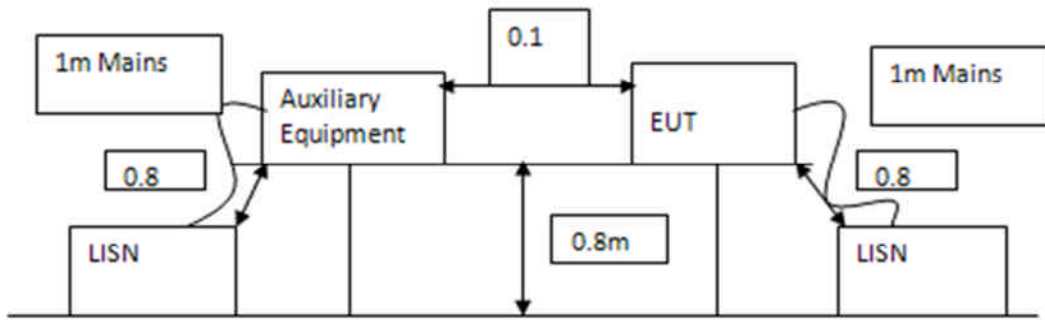 0.1
1m Mains
1m Mains
Auxiliary
Equipment
EUT
0.8
0.8
0.8m
LISN
LISN